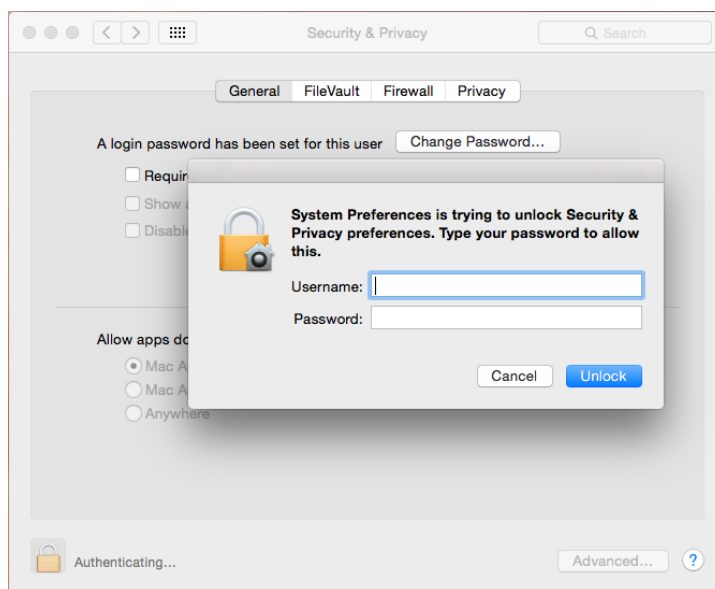 Security & Privacy
Search
General FileVault Firewall Privacy
A login password has been set for this user Change Password...
Requir
Show
Disable
System Preferences is trying to unlock Security &
Privacy preferences. Type your password to allow
this.
Username:
Password:
Cancel Unlock
Allow apps do
Mac A
Mac A
Anywhere
Authenticating...
Advanced... ?